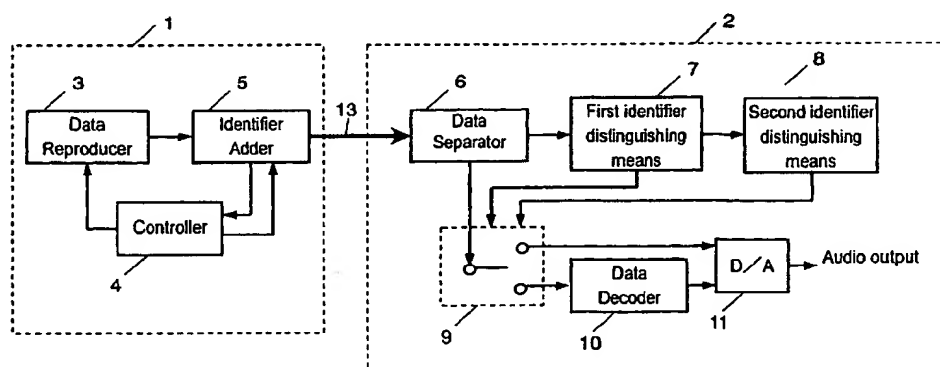 1
2
3
5
13
6
7
8
Data
Reproducer
Identifier
Adder
Data
Separator
First identifier
distinguishing
means
Second identifier
distinguishing
means
Controller
4
D/A
Audio output
Data
Decoder
9
10
11